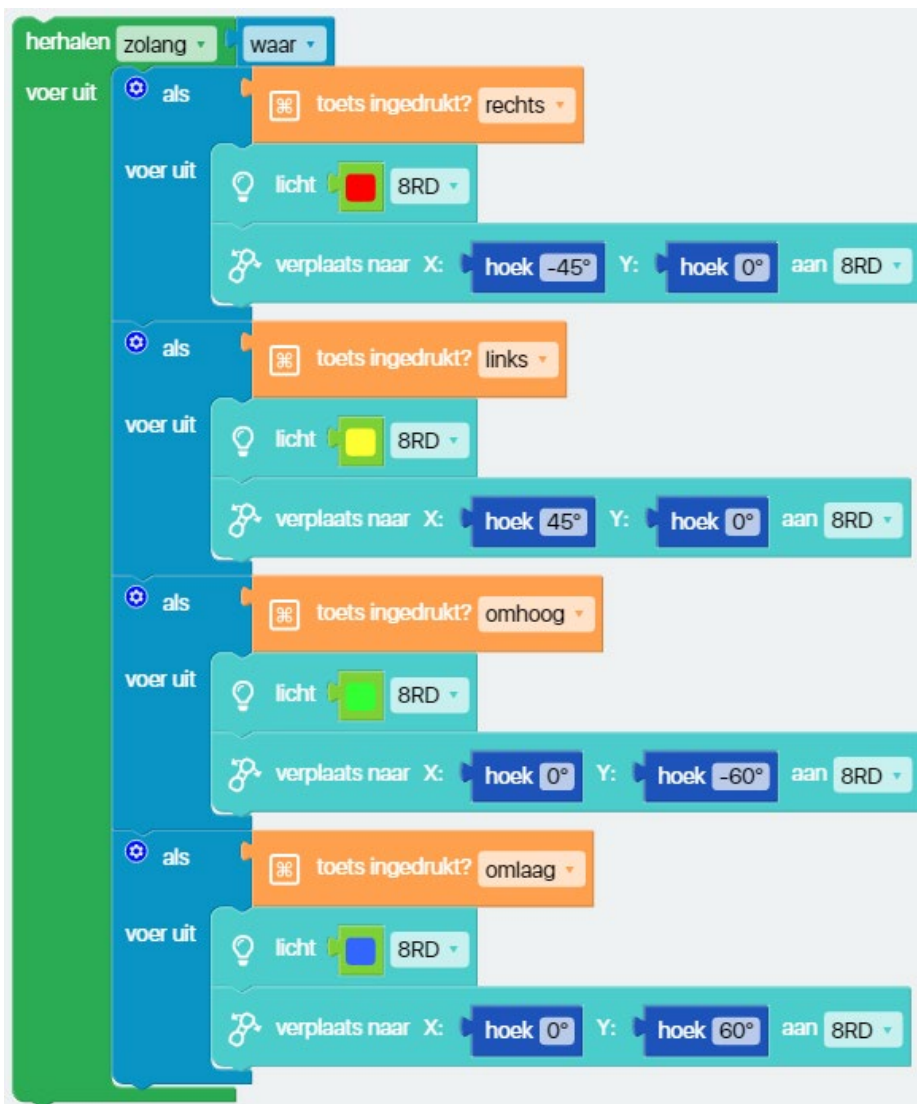 herhalen zolang waar
voer uit als toets ingedrukt? rechts
voer uit licht 8RD
verplaats naar X: hoek -45° Y: hoek 0° aan 8RD
als toets ingedrukt? links
voer uit licht 8RD
verplaats naar X: hoek 45° Y: hoek 0° aan 8RD
als toets ingedrukt? omhoog
voer uit licht 8RD
verplaats naar X: hoek 0° Y: hoek -60° aan 8RD
als toets ingedrukt? omlaag
voer uit licht 8RD
verplaats naar X: hoek 0° Y: hoek 60° aan 8RD